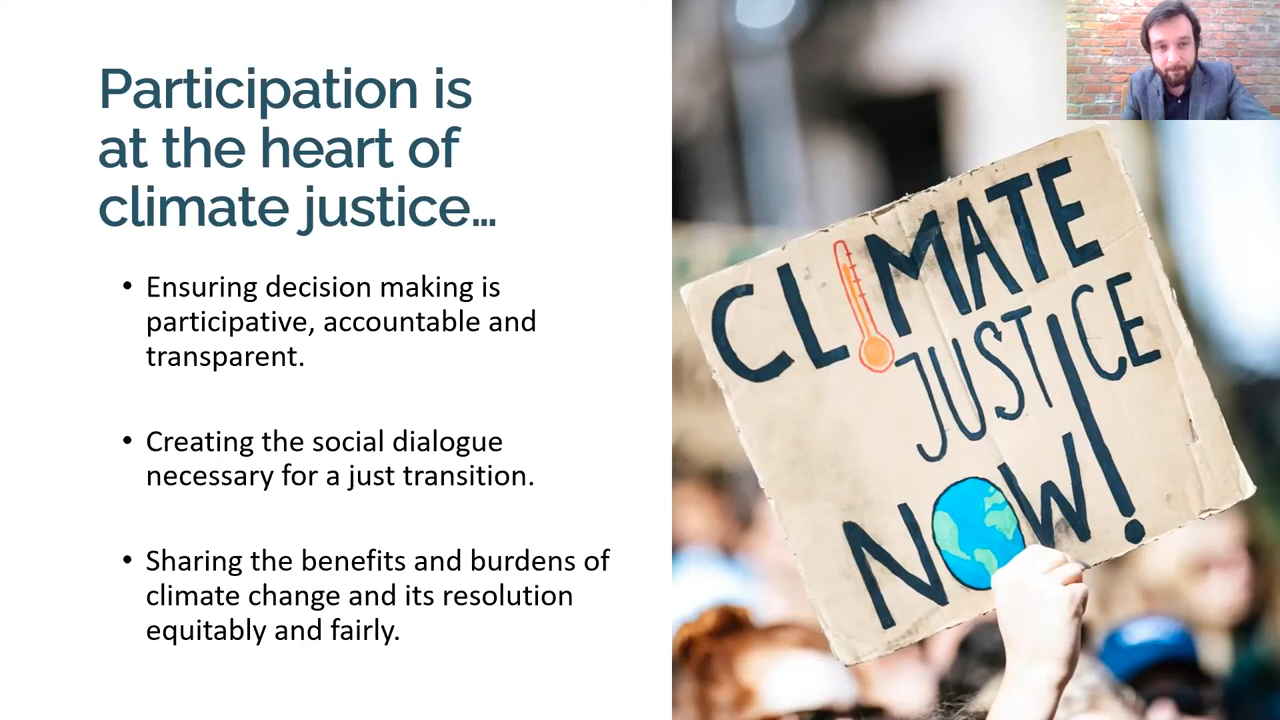 Participation is
at the heart of
climate justice…
• Ensuring decision making is
participative, accountable and
transparent.
• Creating the social dialogue
necessary for a just transition.
• Sharing the benefits and burdens of
climate change and its resolution
equitably and fairly.
CLIMATE
JUSTICE
NOW!